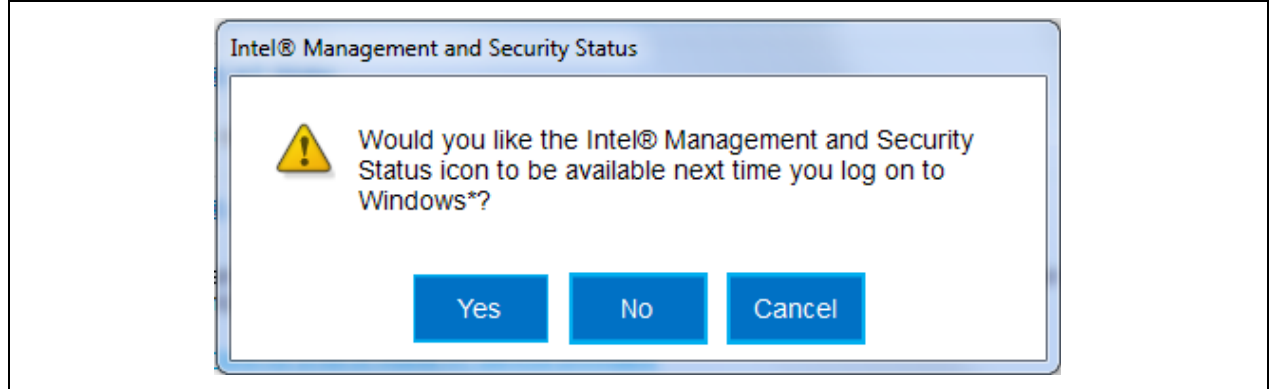 Intel® Management and Security Status
Would you like the Intel® Management and Security
Status icon to be available next time you log on to
Windows*?
Yes No Cancel